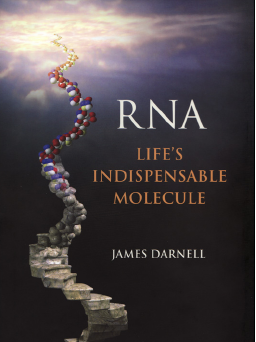 RNA
LIFE'S
INDISPENSABLE
MOLECULE
JAMES DARNELL